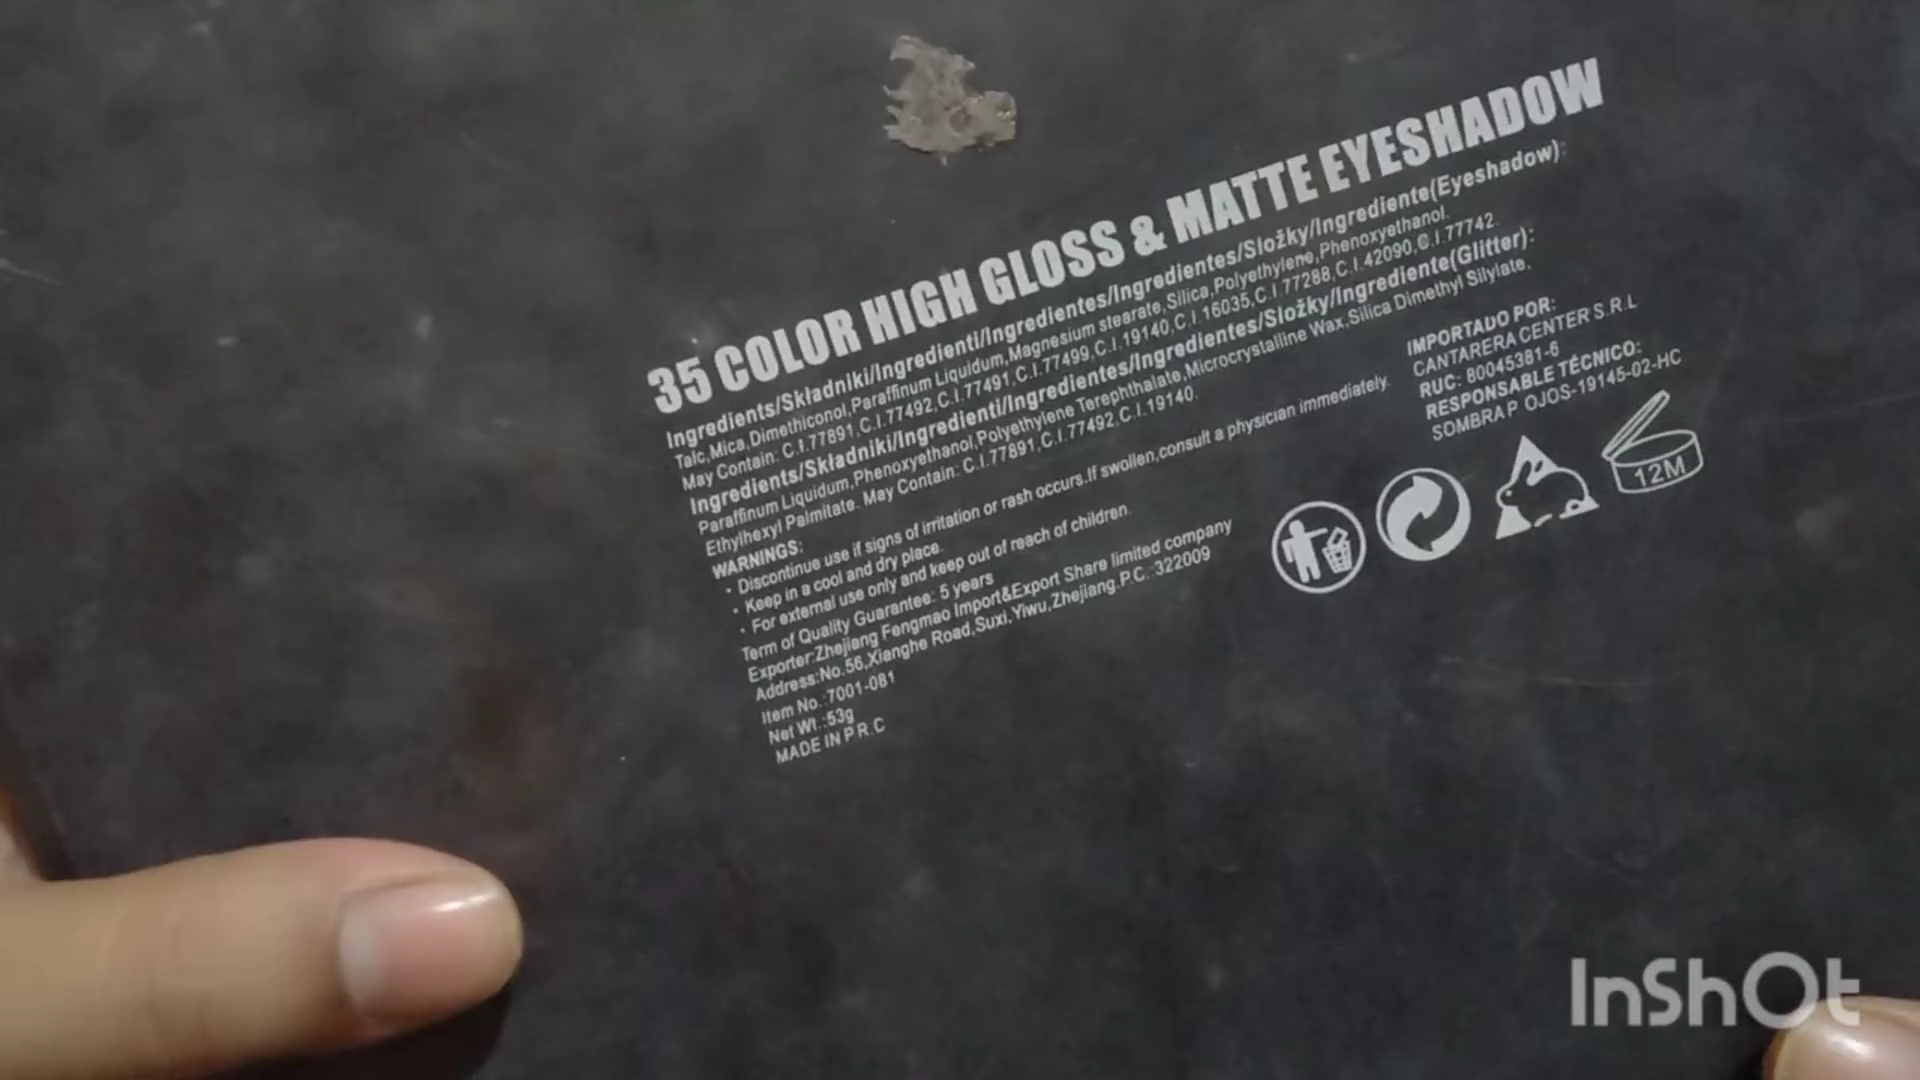 35 COLOR HIGH GLOSS & MATTE EYESHADOW
Ingredients/Składniki/Ingredienti/Ingredientes/Ingredientes/Složky/Ingrediente(Eyeshadow):
Talc,Mica,Dimethiconol,Paraffinum Liquidum,Magnesium stearate,Silica,Polyethylene,Phenoxyethanol.
May Contain: C.I.77891,C.I.77492,C.I.77491,C.I.77499,C.I.19140,C.I.16035,C.I.77288,C.I.42090,C.I.77742.
Ingredients/Składniki/Ingredienti/Ingredientes/Ingredientes/Složky/Ingrediente(Glitter):
Paraffinum Liquidum,Phenoxyethanol,Polyethylene Terephthalate,Microcrystalline Wax,Silica Dimethyl Silylate,
Ethylhexyl Palmitate. May Contain: C.I.77891,C.I.77492,C.I.19140.
WARNINGS:
• Discontinue use if signs of irritation or rash occurs.If swollen,consult a physician immediately.
• Keep in a cool and dry place.
• For external use only and keep out of reach of children.
Term of Quality Guarantee: 5 years
Exporter:Zhejiang Fengmao Import&Export Share limited company
Address:No.56,Xianghe Road,Suxi,Yiwu,Zhejiang.P.C.:322009
Item No.:7001-081
Net Wt.:53g
MADE IN P R.C
IMPORTADO POR:
CANTARERA CENTER S.R.L
RUC: 80045381-6
RESPONSABLE TÉCNICO:
SOMBRA P OJOS-19145-02-HC
12M
InShOt